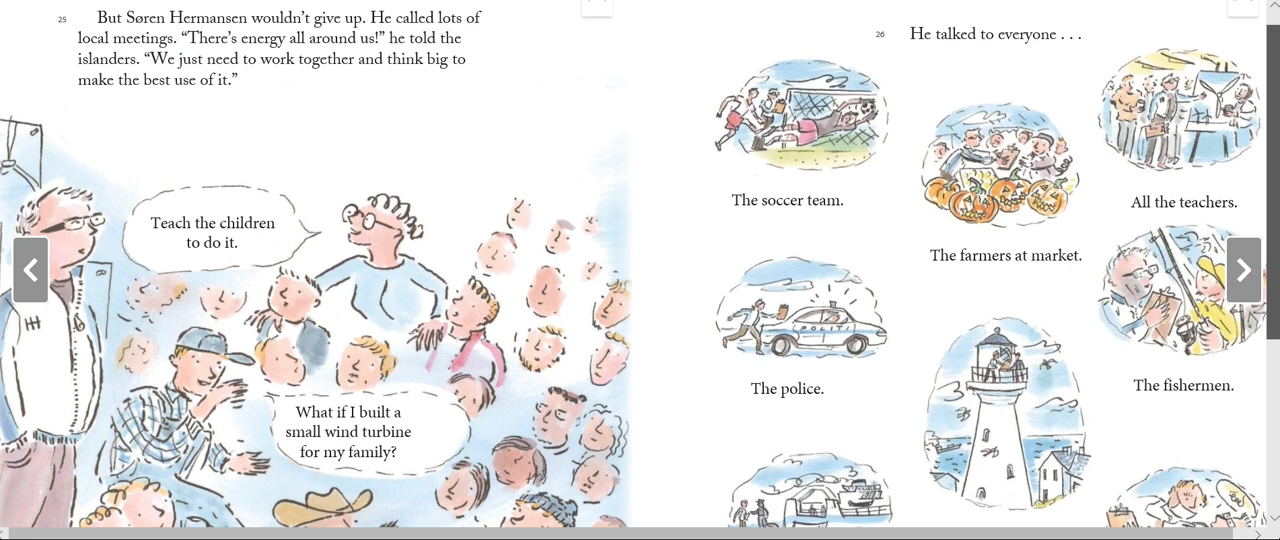 25
But Søren Hermansen wouldn’t give up. He called lots of
local meetings. “There’s energy all around us!” he told the
islanders. “We just need to work together and think big to
make the best use of it.”
Teach the children
to do it.
What if I built a
small wind turbine
for my family?
26
He talked to everyone . . .
The soccer team.
The farmers at market.
All the teachers.
POLITI
The police.
The fishermen.